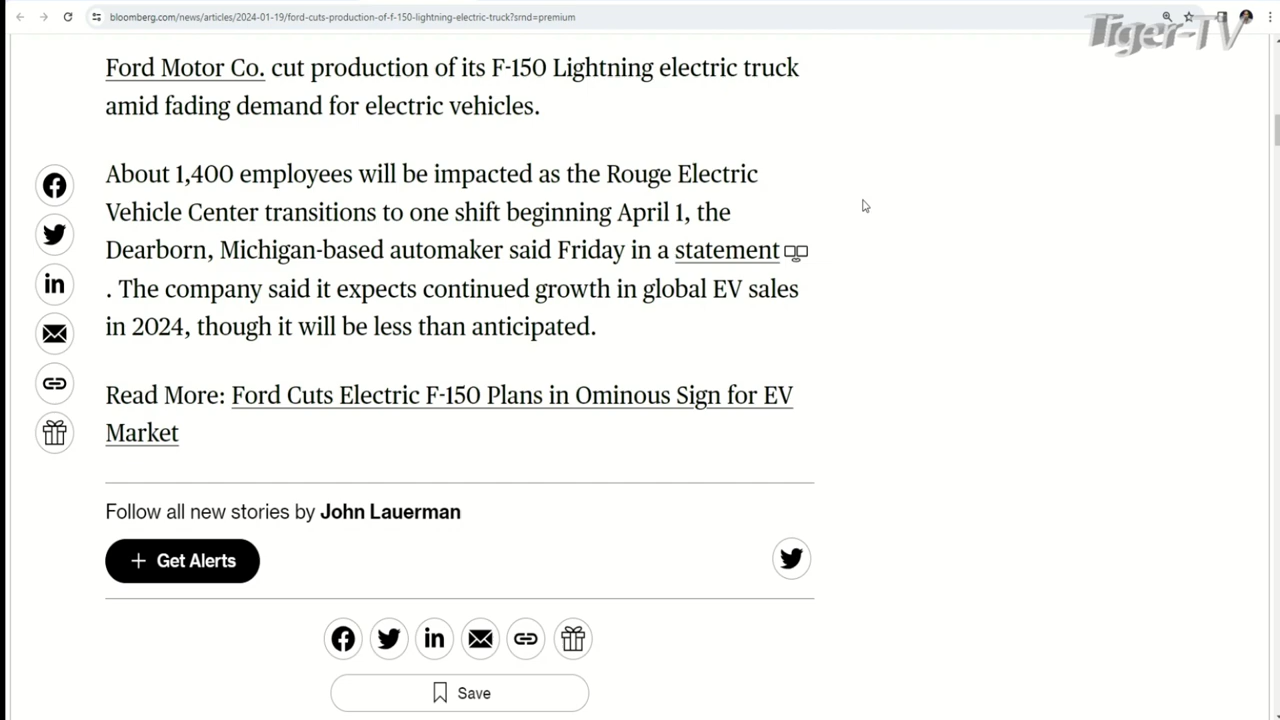 bloomberg.com/news/articles/2024-01-19/ford-cuts-production-of-f-150-lightning-electric-truck?srnd=premium
Tiger-TV
Ford Motor Co. cut production of its F-150 Lightning electric truck
amid fading demand for electric vehicles.
About 1,400 employees will be impacted as the Rouge Electric
Vehicle Center transitions to one shift beginning April 1, the
Dearborn, Michigan-based automaker said Friday in a statement
. The company said it expects continued growth in global EV sales
in 2024, though it will be less than anticipated.
Read More: Ford Cuts Electric F-150 Plans in Ominous Sign for EV
Market
Follow all new stories by John Lauerman
+ Get Alerts
Save